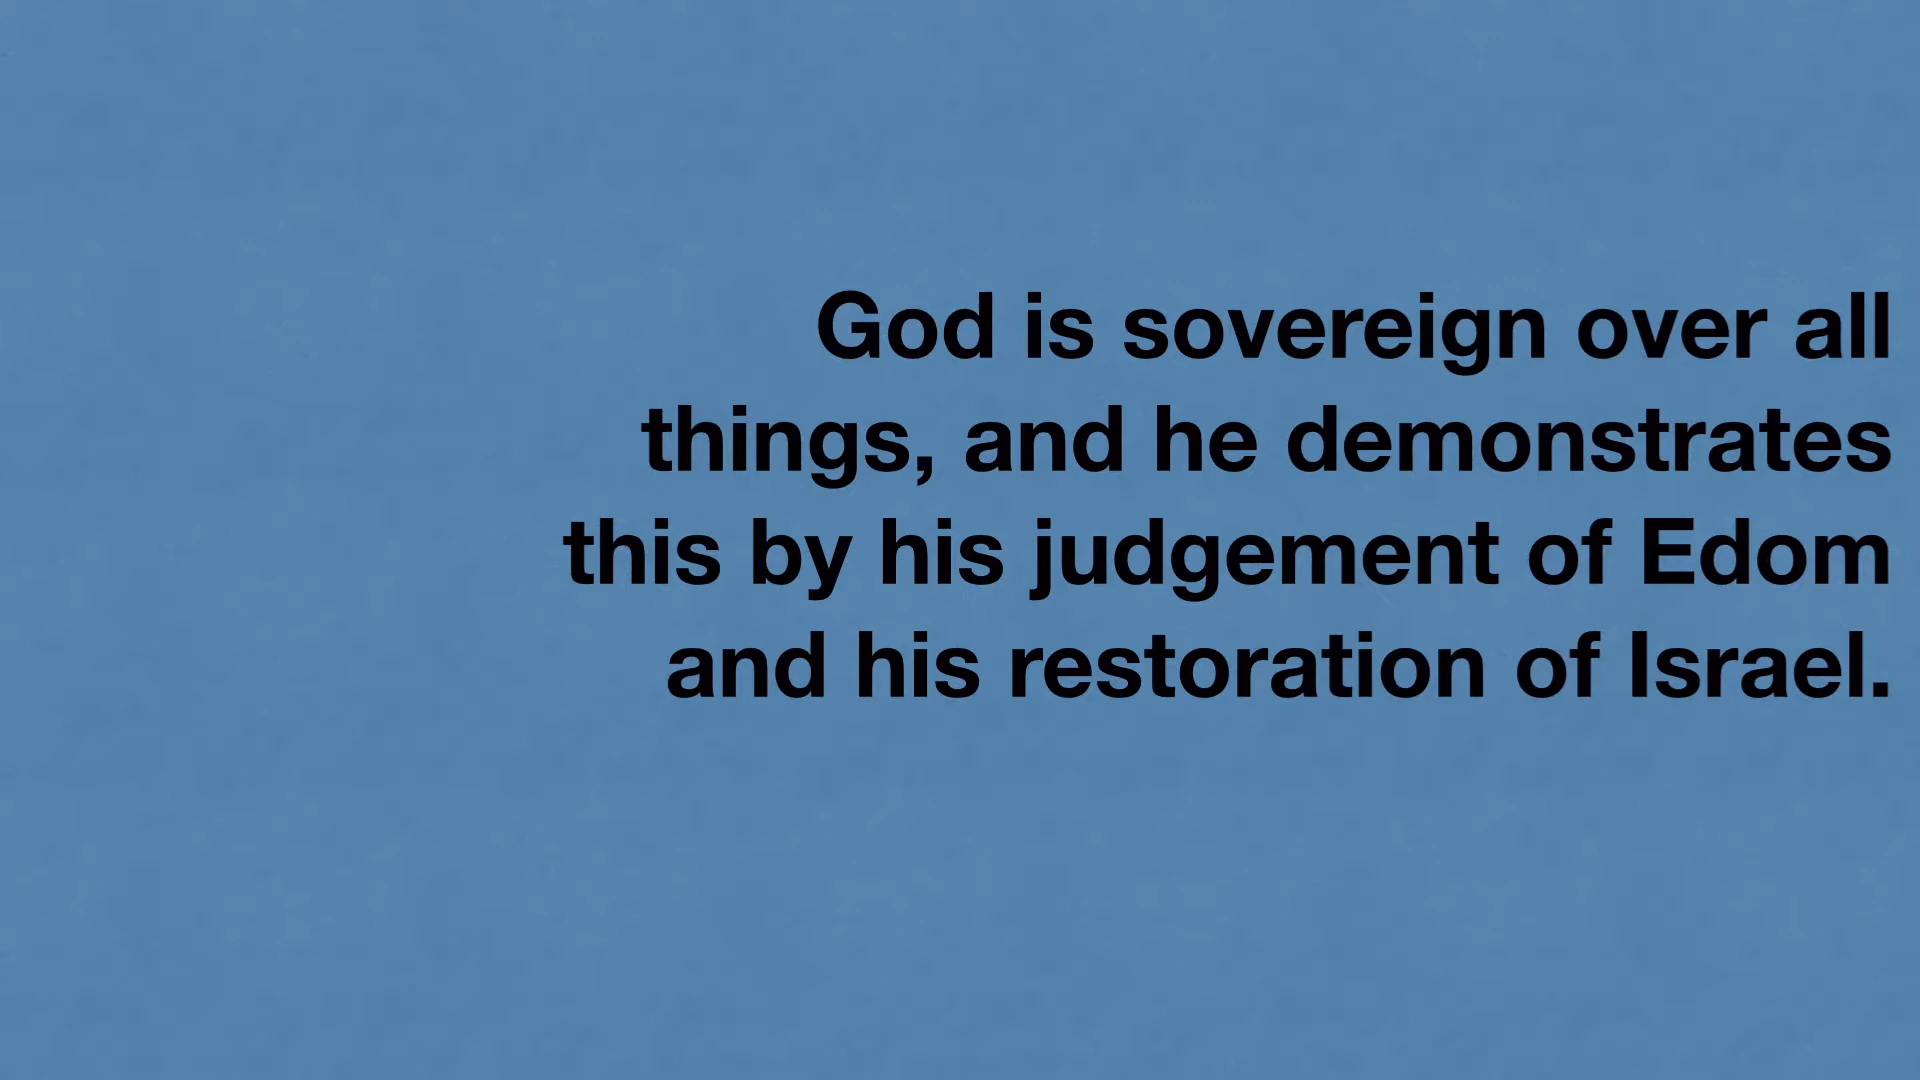 God is sovereign over all
things, and he demonstrates
this by his judgement of Edom
and his restoration of Israel.